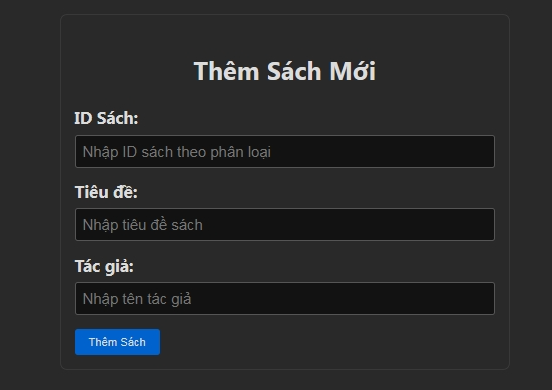 Thêm Sách Mới
ID Sách:
Nhập ID sách theo phân loại
Tiêu đề:
Nhập tiêu đề sách
Tác giả:
Nhập tên tác giả
Thêm Sách